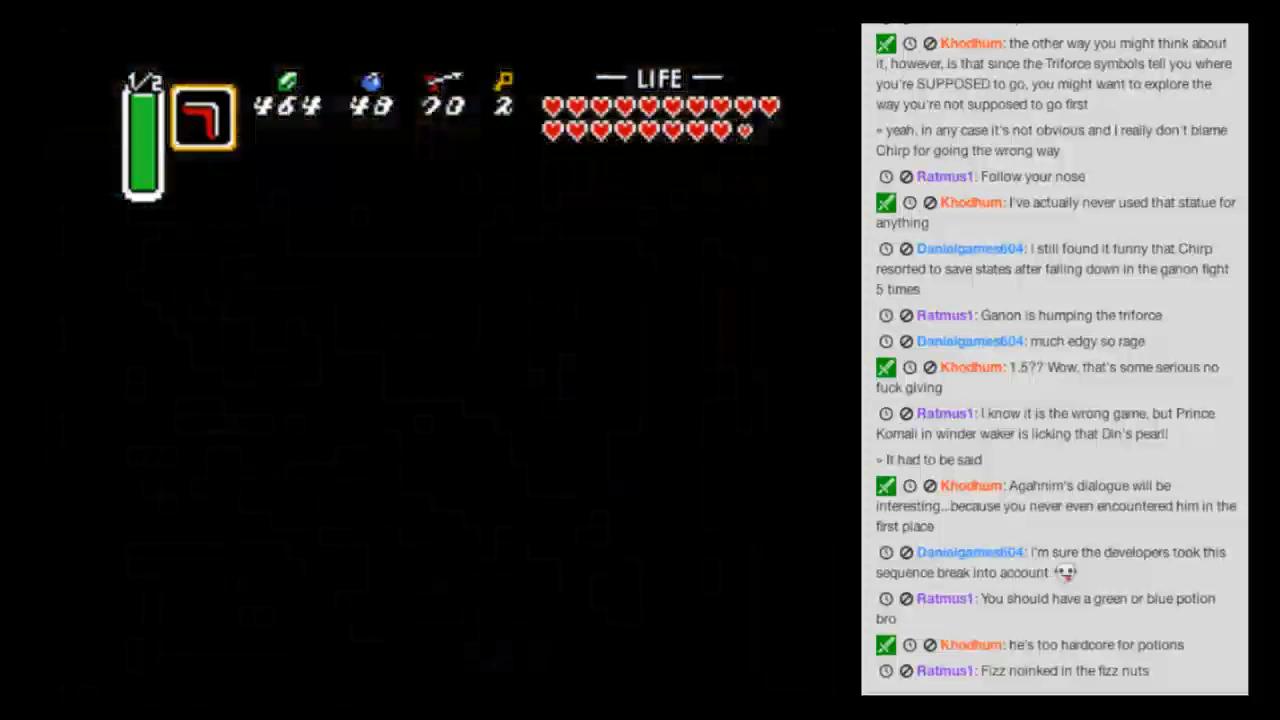 1/2
464 48 70 2
— LIFE —
Khodhum: the other way you might think about
it, however, is that since the Triforce symbols tell you where
you're SUPPOSED to go, you might want to explore the
way you're not supposed to go first
» yeah, in any case it's not obvious and I really don't blame
Chirp for going the wrong way
Ratmus1: Follow your nose
Khodhum: I've actually never used that statue for
anything
Danielgames604: I still found it funny that Chirp
resorted to save states after falling down in the ganon fight
5 times
Ratmus1: Ganon is humping the triforce
Danielgames604: much edgy so rage
Khodhum: 1.5?? Wow, that's some serious no
fuck giving
Ratmus1: I know it is the wrong game, but Prince
Komali in winder waker is licking that Din's pearl!
» It had to be said
Khodhum: Agahnim's dialogue will be
interesting...because you never even encountered him in the
first place
Danielgames604: I'm sure the developers took this
sequence break into account
Ratmus1: You should have a green or blue potion
bro
Khodhum: he's too hardcore for potions
Ratmus1: Fizz noinked in the fizz nuts